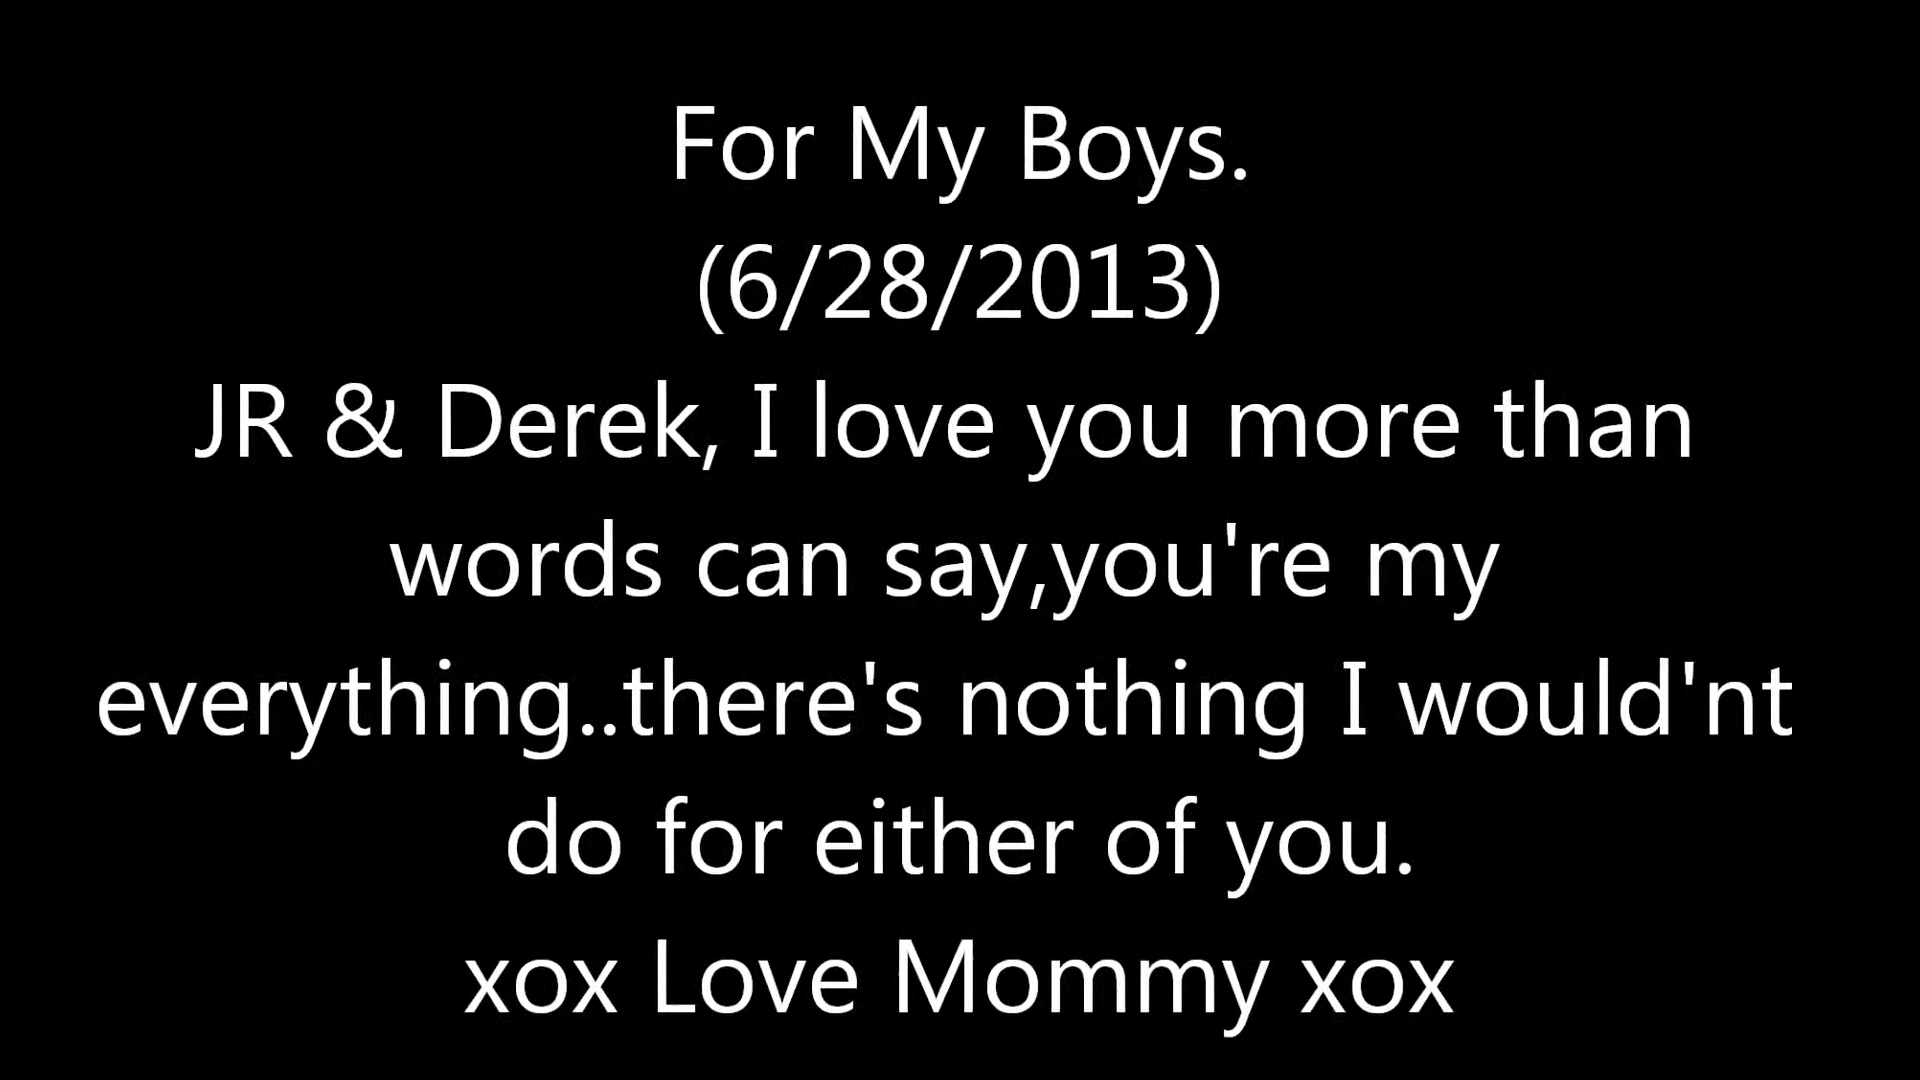 For My Boys.
(6/28/2013)
JR & Derek, I love you more than
words can say,you're my
everything..there's nothing I would'nt
do for either of you.
xox Love Mommy xox